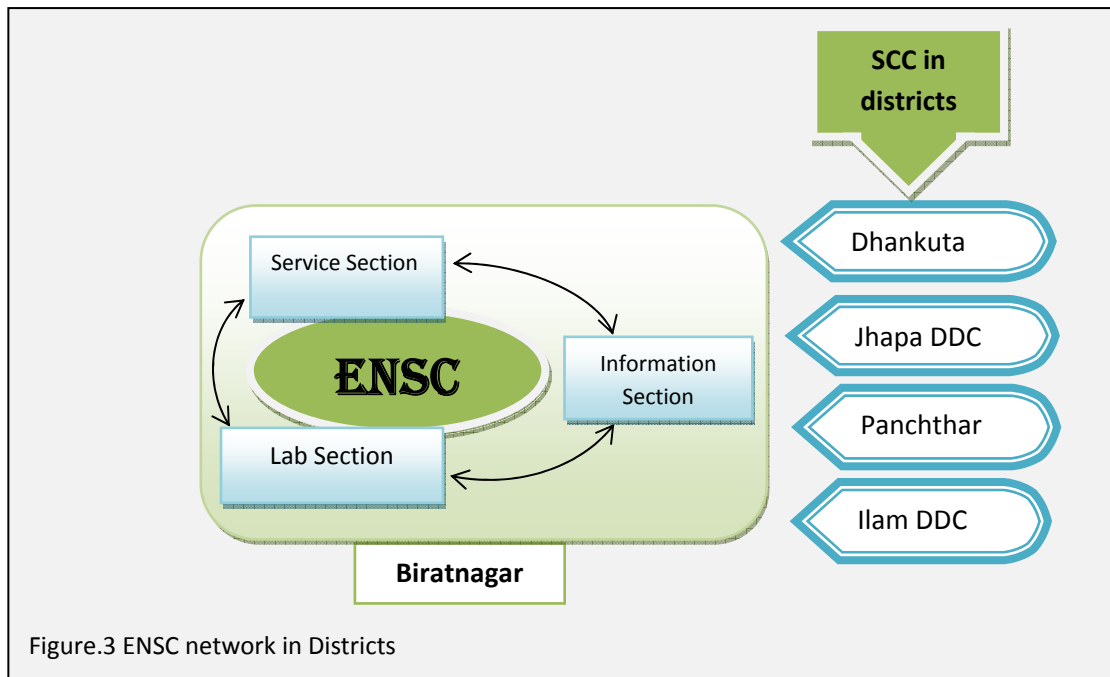 SCC in
districts
Dhankuta
Jhapa DDC
Panchthar
Ilam DDC
Service Section
ENSC
Information
Section
Lab Section
Biratnagar
Figure.3 ENSC network in Districts